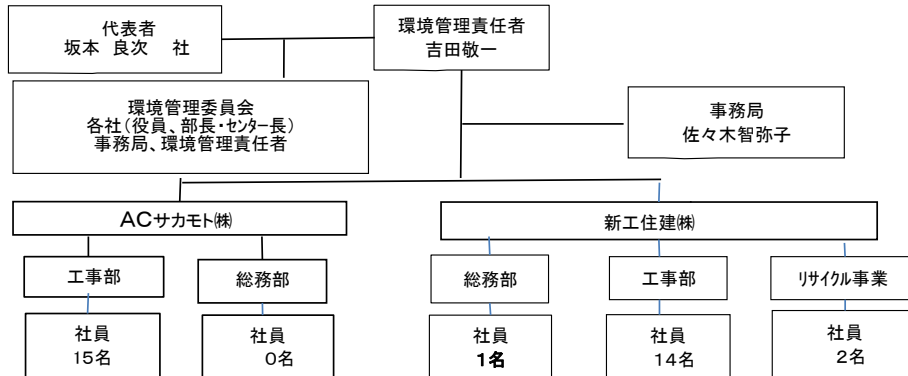 代表者
坂本 良次 社
環境管理責任者
吉田敬一
環境管理委員会
各社(役員、部長・センター長)
事務局、環境管理責任者
事務局
佐々木智弥子
ACサカモト㈱
新工住建㈱
工事部
総務部
総務部
工事部
リサイクル事業
社員
15名
社員
0名
社員
1名
社員
14名
社員
2名